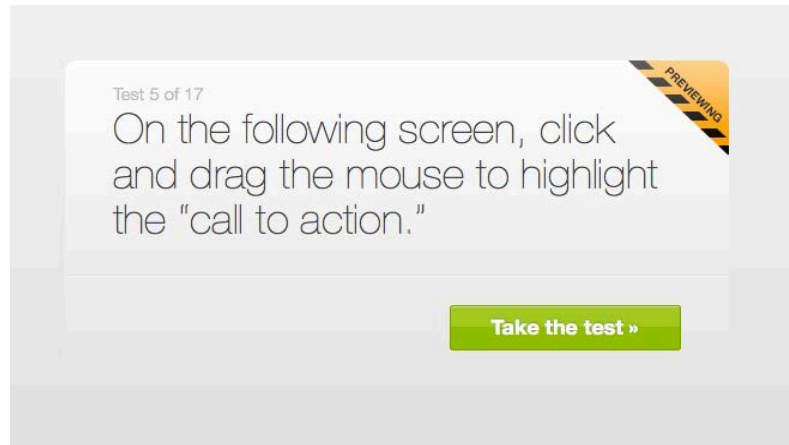 PREVIEWING
Test 5 of 17
On the following screen, click
and drag the mouse to highlight
the "call to action."
Take the test »